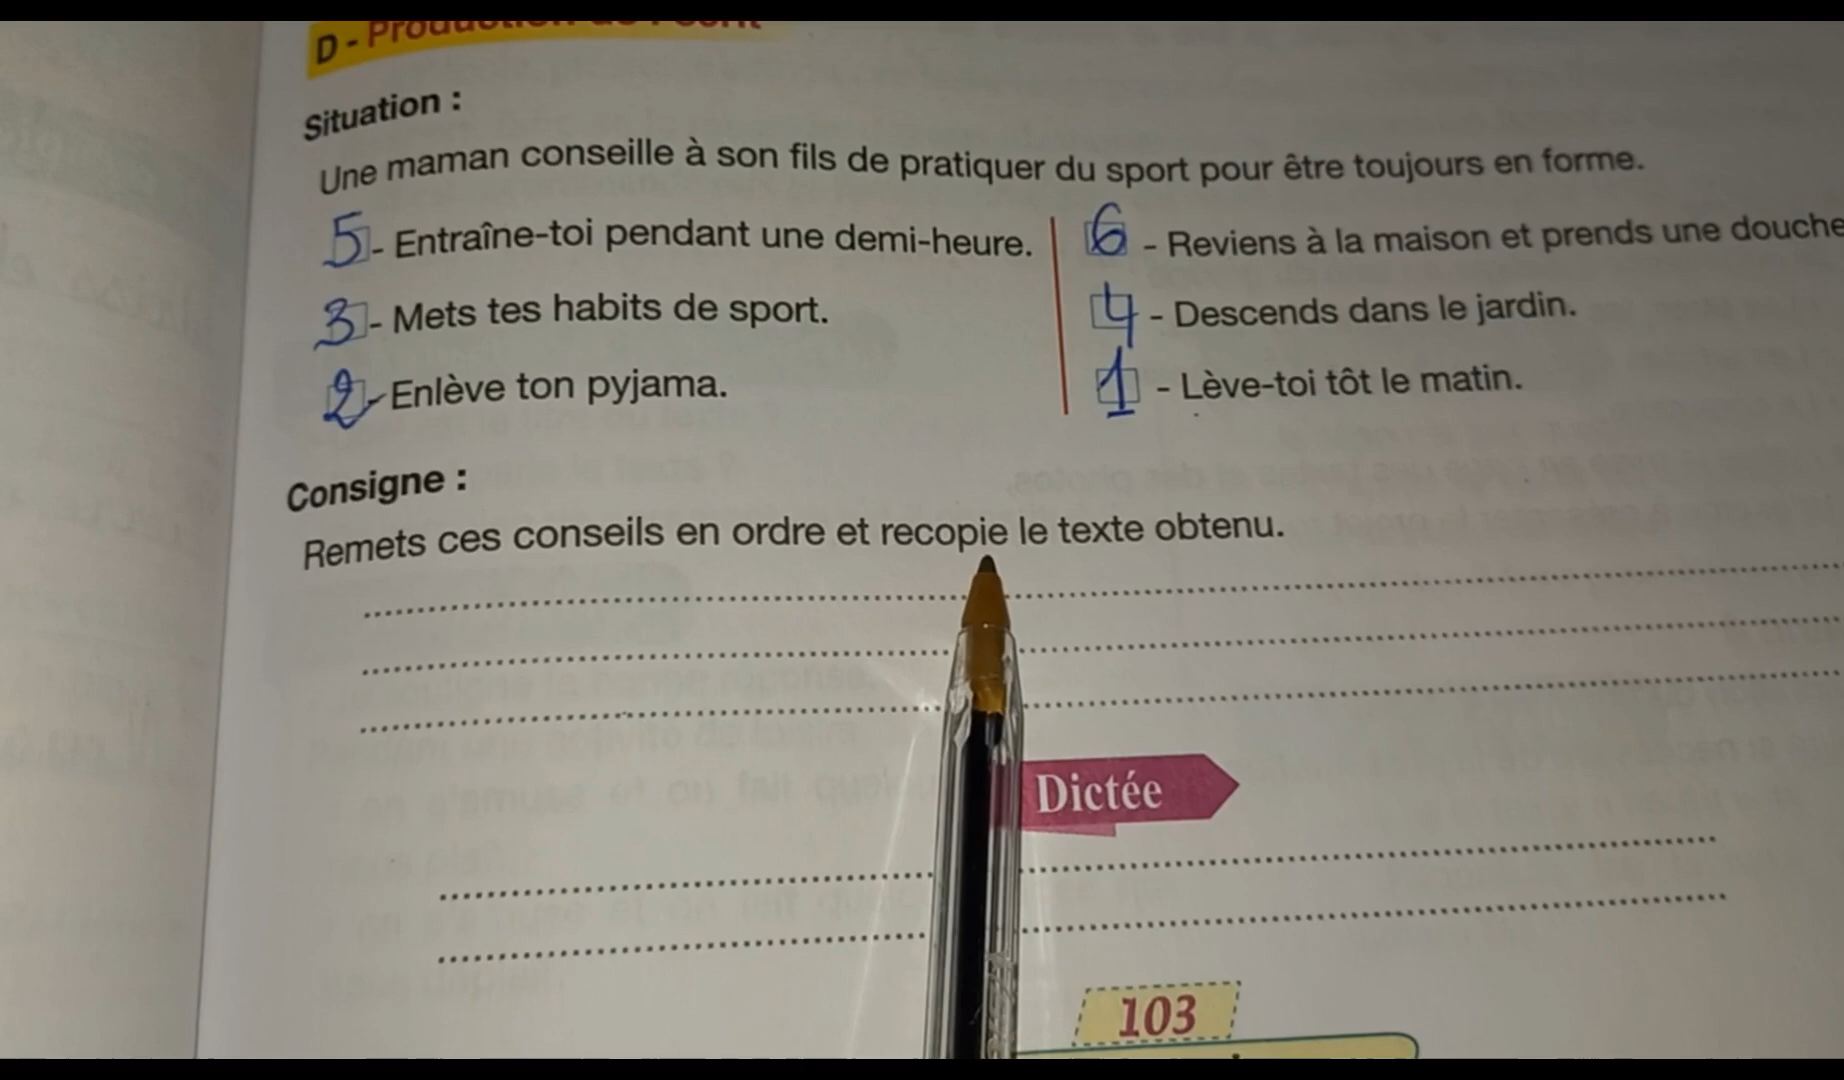 D - Production de l'écrit
Situation :
Une maman conseille à son fils de pratiquer du sport pour être toujours en forme.
5 - Entraîne-toi pendant une demi-heure.
3 - Mets tes habits de sport.
2 - Enlève ton pyjama.
6 - Reviens à la maison et prends une douche
4 - Descends dans le jardin.
1 - Lève-toi tôt le matin.
Consigne :
Remets ces conseils en ordre et recopie le texte obtenu.
Dictée
103